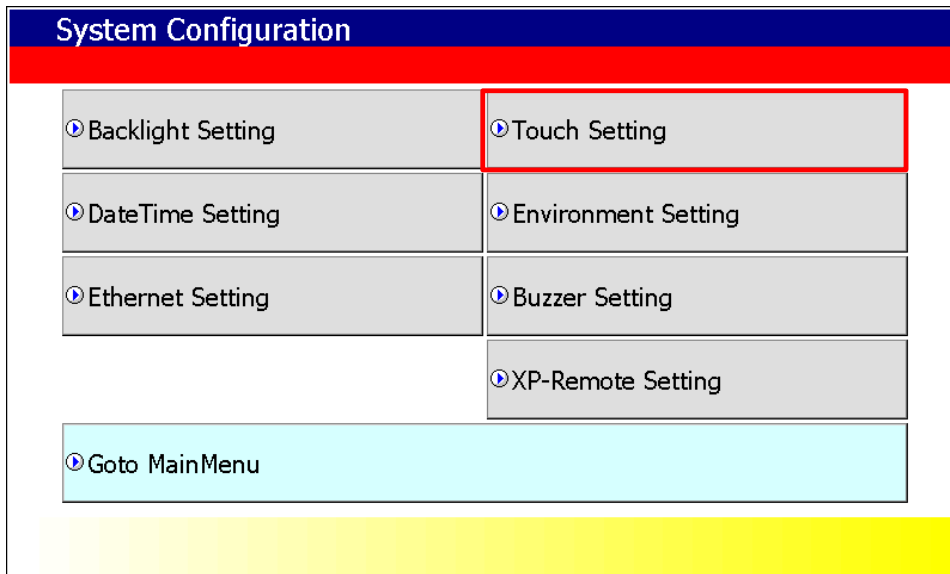 System Configuration
Backlight Setting
Touch Setting
DateTime Setting
Environment Setting
Ethernet Setting
Buzzer Setting
XP-Remote Setting
Goto MainMenu